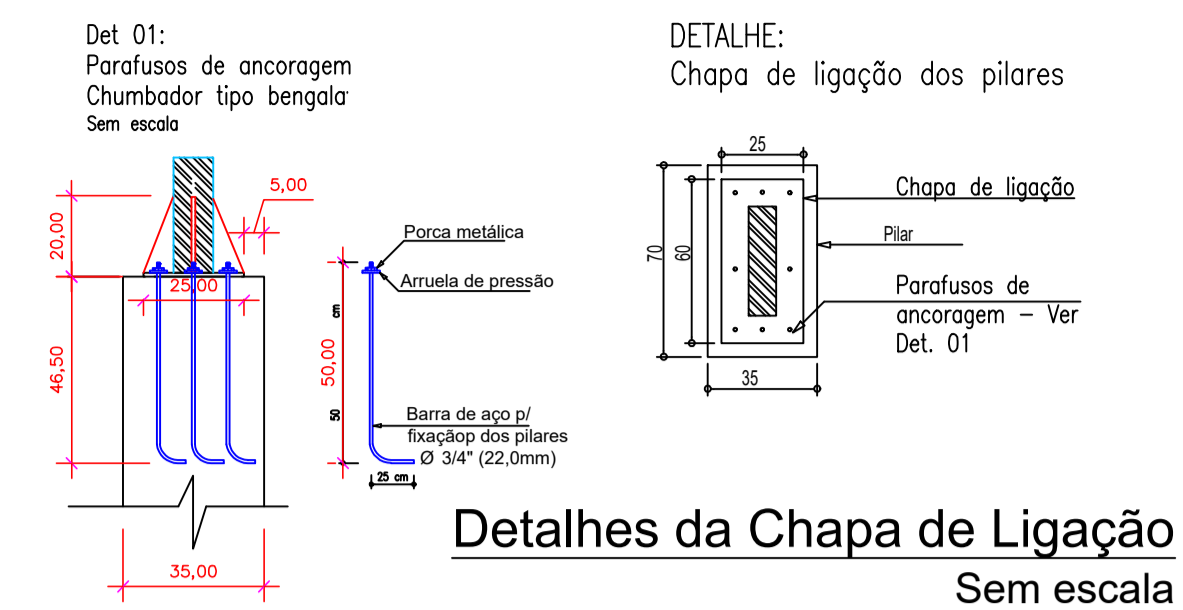 Det 01:
Parafusos de ancoragem
Chumbador tipo bengala
Sem escala
5,00
20,00
25,00
46,50
35,00
cm
50,00
50
25 cm
Porca metálica
Arruela de pressão
Barra de aço p/
fixaçãop dos pilares
Ø 3/4" (22,0mm)
DETALHE:
Chapa de ligação dos pilares
25
70
60
35
Chapa de ligação
Pilar
Parafusos de
ancoragem – Ver
Det. 01
Detalhes da Chapa de Ligação
Sem escala